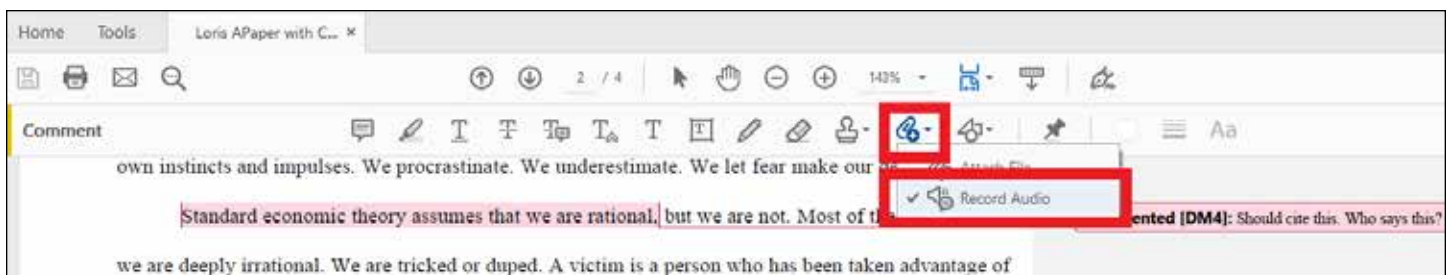 Home Tools Loris APaper with C... ×
2 / 4 143%
Comment T T T T T T Aa
own instincts and impulses. We procrastinate. We underestimate. We let fear make our
Attach File
Record Audio
Standard economic theory assumes that we are rational, but we are not. Most of
ented [DM4]: Should cite this. Who says this?
we are deeply irrational. We are tricked or duped. A victim is a person who has been taken advantage of